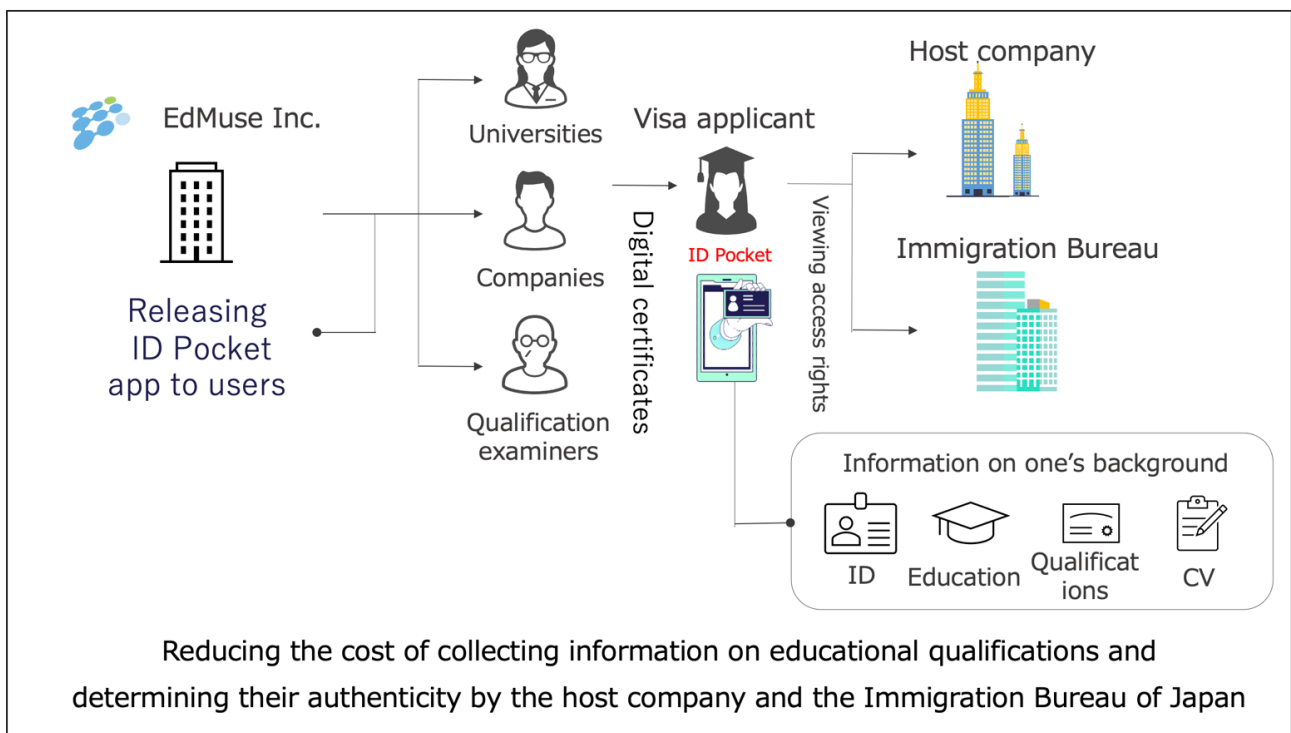 EdMuse Inc.
Releasing
ID Pocket
app to users
Universities
Companies
Qualification
examiners
Digital certificates
Visa applicant
ID Pocket
Viewing access rights
Host company
Immigration Bureau
Information on one’s background
ID
Education
Qualificat
ions
CV
Reducing the cost of collecting information on educational qualifications and
determining their authenticity by the host company and the Immigration Bureau of Japan